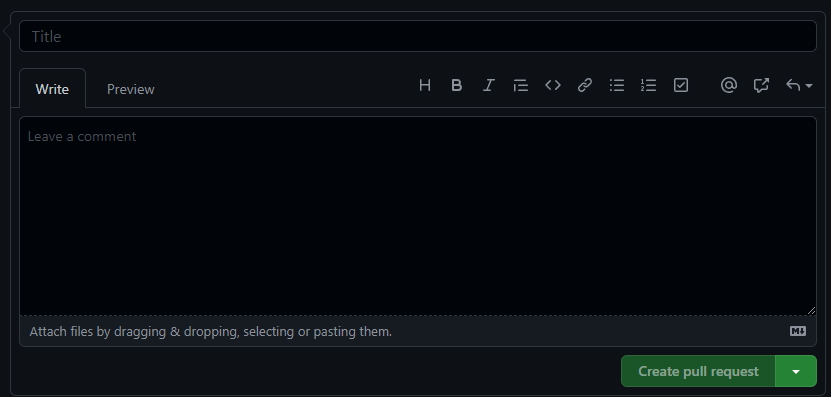 Title
Write Preview
Leave a comment
Attach files by dragging & dropping, selecting or pasting them.
Create pull request